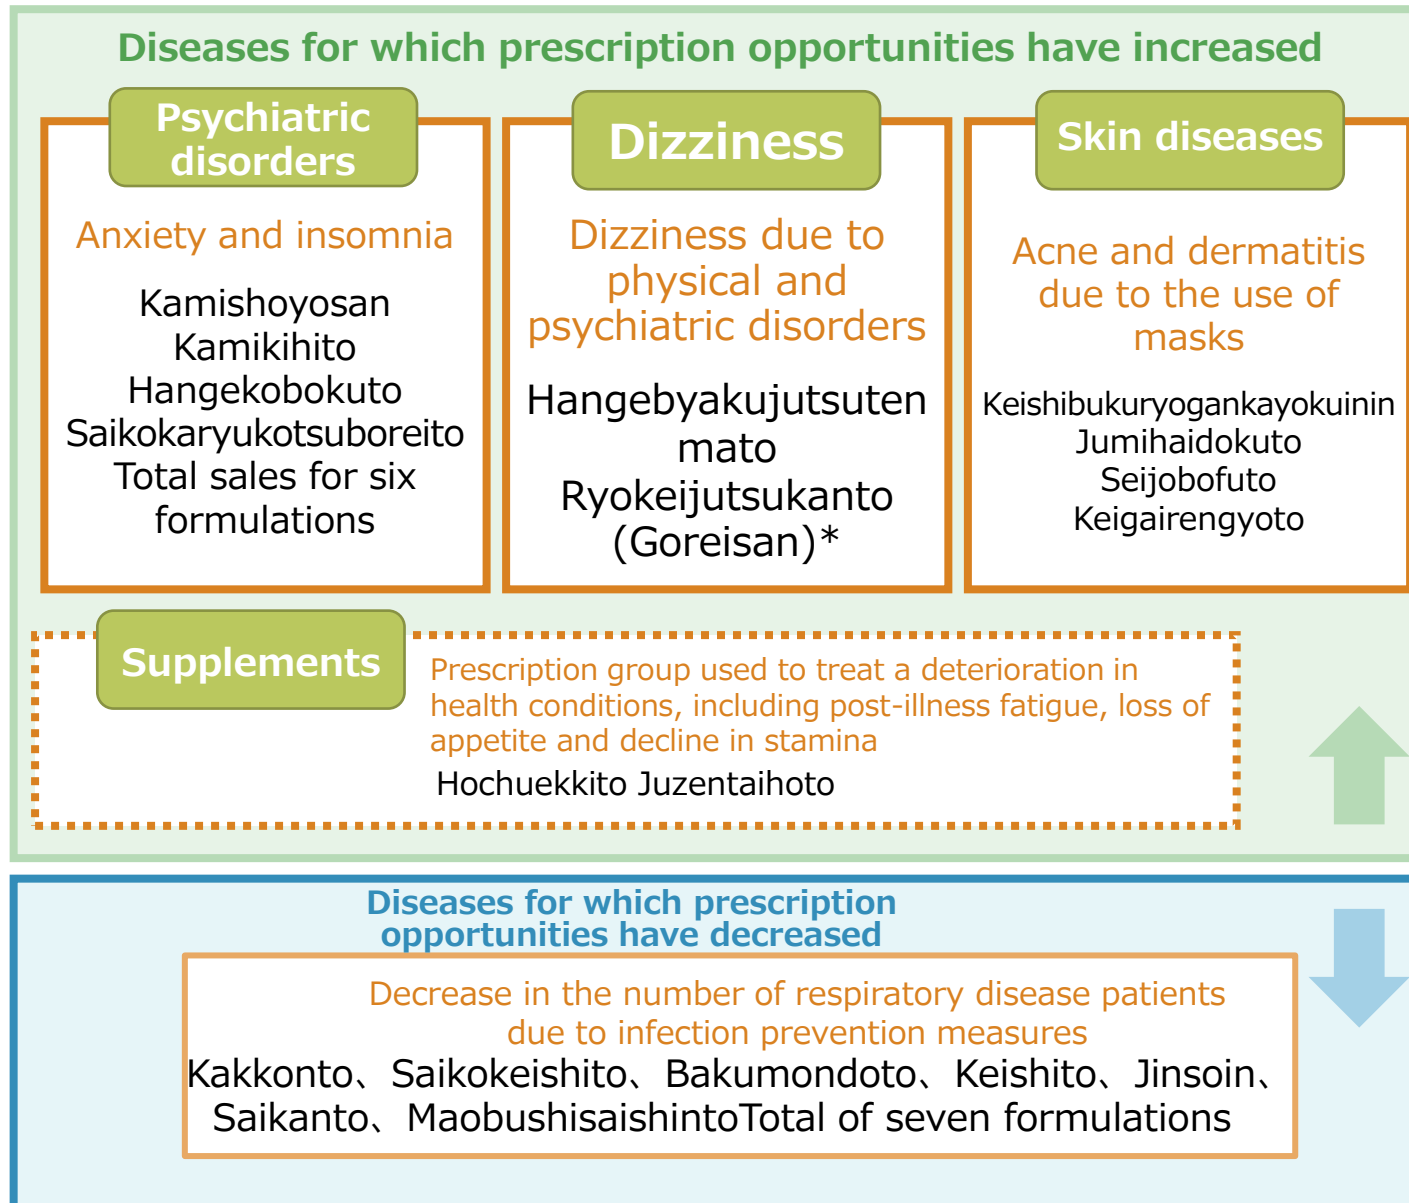 Diseases for which prescription opportunities have increased
Psychiatric
disorders
Anxiety and insomnia
Kamishoyosan
Kamikihito
Hangekobokuto
Saikokaryukotsuboreito
Total sales for six
formulations
Dizziness
Dizziness due to
physical and
psychiatric disorders
Hangebyakujutsuten
mato
Ryokeijutsukanto
(Goreisan)*
Skin diseases
Acne and dermatitis
due to the use of
masks
Keishibukuryogankayokuinin
Jumihaidokuto
Seijobofuto
Keigairengyoto
Supplements
Prescription group used to treat a deterioration in
health conditions, including post-illness fatigue, loss of
appetite and decline in stamina
Hochuekkito Juzentaihoto
Diseases for which prescription
opportunities have decreased
Decrease in the number of respiratory disease patients
due to infection prevention measures
Kakkonto、Saikokeishito、Bakumondoto、Keishito、Jinsoin、
Saikanto、MaobushisaishintoTotal of seven formulations